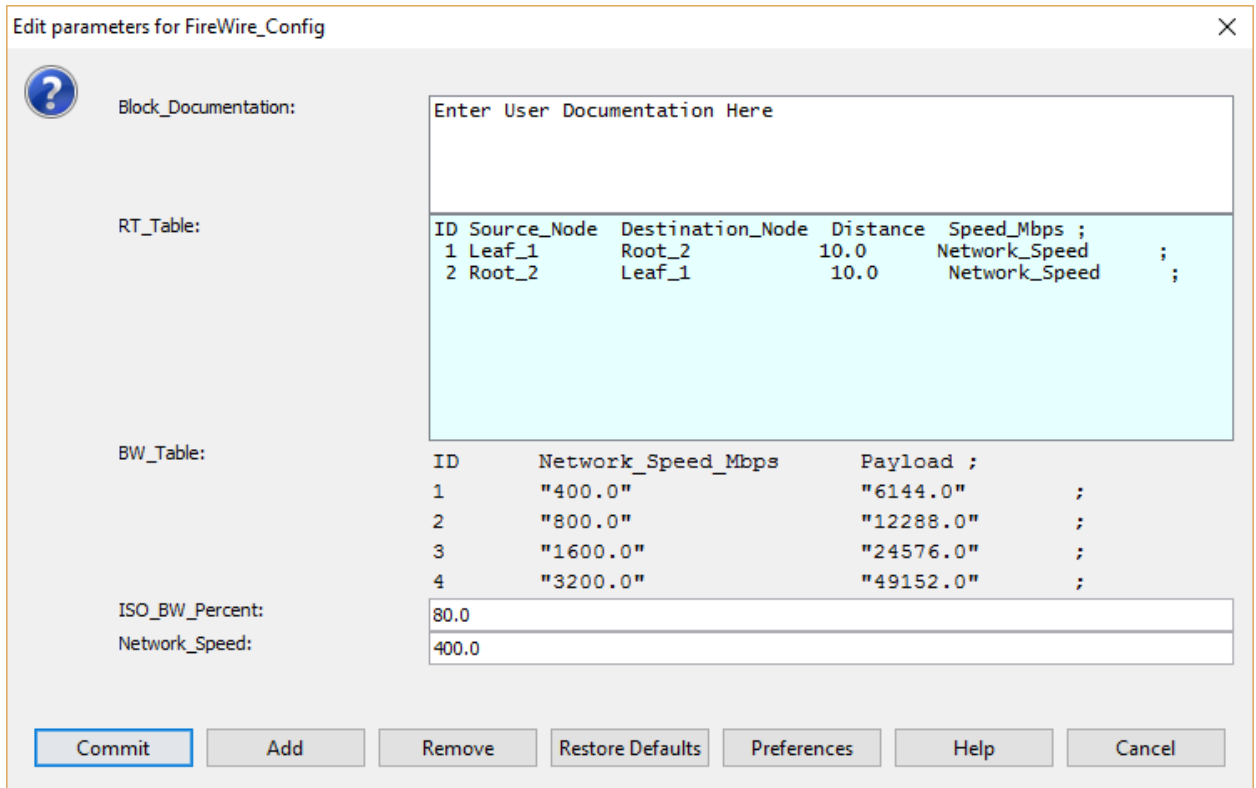 Edit parameters for FireWire_Config
Block_Documentation:
Enter User Documentation Here
RT_Table:
ID Source_Node Destination_Node Distance Speed_Mbps ;
1 Leaf_1 Root_2 10.0 Network_Speed ;
2 Root_2 Leaf_1 10.0 Network_Speed ;
BW_Table:
ID Network_Speed_Mbps Payload ;
1 "400.0" "6144.0" ;
2 "800.0" "12288.0" ;
3 "1600.0" "24576.0" ;
4 "3200.0" "49152.0" ;
ISO_BW_Percent:
80.0
Network_Speed:
400.0
Commit Add Remove Restore Defaults Preferences Help Cancel